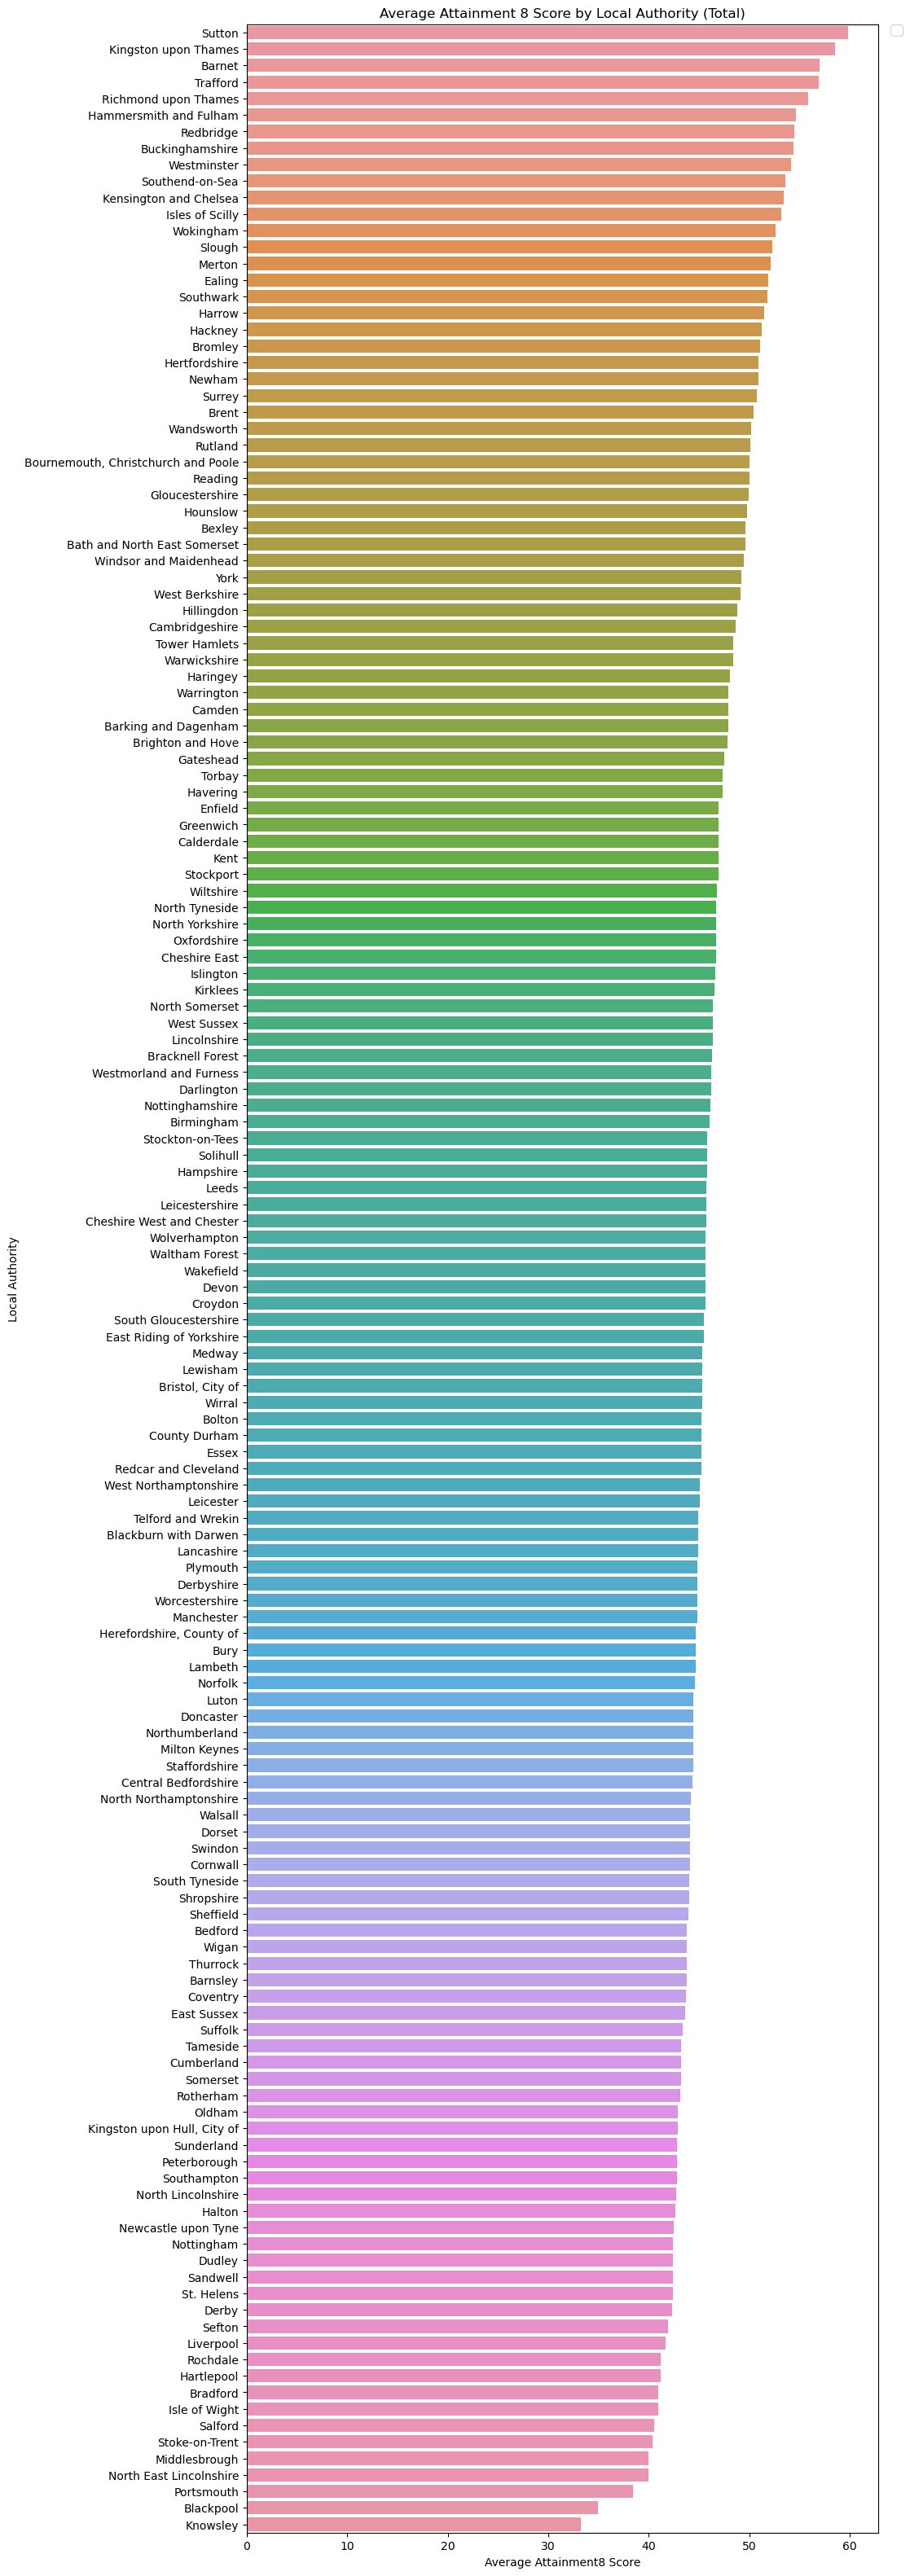 Average Attainment 8 Score by Local Authority (Total)
Sutton
Kingston upon Thames
Barnet
Trafford
Richmond upon Thames
Hammersmith and Fulham
Redbridge
Buckinghamshire
Westminster
Southend-on-Sea
Kensington and Chelsea
Isles of Scilly
Wokingham
Slough
Merton
Ealing
Southwark
Harrow
Hackney
Bromley
Hertfordshire
Newham
Surrey
Brent
Wandsworth
Rutland
Bournemouth, Christchurch and Poole
Reading
Gloucestershire
Hounslow
Bexley
Bath and North East Somerset
Windsor and Maidenhead
York
West Berkshire
Hillingdon
Cambridgeshire
Tower Hamlets
Warwickshire
Haringey
Warrington
Camden
Barking and Dagenham
Brighton and Hove
Gateshead
Torbay
Havering
Enfield
Greenwich
Calderdale
Kent
Stockport
Wiltshire
North Tyneside
North Yorkshire
Oxfordshire
Cheshire East
Islington
Kirklees
North Somerset
West Sussex
Lincolnshire
Bracknell Forest
Westmorland and Furness
Darlington
Nottinghamshire
Birmingham
Stockton-on-Tees
Solihull
Hampshire
Leeds
Leicestershire
Cheshire West and Chester
Wolverhampton
Waltham Forest
Wakefield
Devon
Croydon
South Gloucestershire
East Riding of Yorkshire
Medway
Lewisham
Bristol, City of
Wirral
Bolton
County Durham
Essex
Redcar and Cleveland
West Northamptonshire
Leicester
Telford and Wrekin
Blackburn with Darwen
Lancashire
Plymouth
Derbyshire
Worcestershire
Manchester
Herefordshire, County of
Bury
Lambeth
Norfolk
Luton
Doncaster
Northumberland
Milton Keynes
Staffordshire
Central Bedfordshire
North Northamptonshire
Walsall
Dorset
Swindon
Cornwall
South Tyneside
Shropshire
Sheffield
Bedford
Wigan
Thurrock
Barnsley
Coventry
East Sussex
Suffolk
Tameside
Cumberland
Somerset
Rotherham
Oldham
Kingston upon Hull, City of
Sunderland
Peterborough
Southampton
North Lincolnshire
Halton
Newcastle upon Tyne
Nottingham
Dudley
Sandwell
St. Helens
Derby
Sefton
Liverpool
Rochdale
Hartlepool
Bradford
Isle of Wight
Salford
Stoke-on-Trent
Middlesbrough
North East Lincolnshire
Portsmouth
Blackpool
Knowsley
Local Authority
0 10 20 30 40 50 60
Average Attainment8 Score